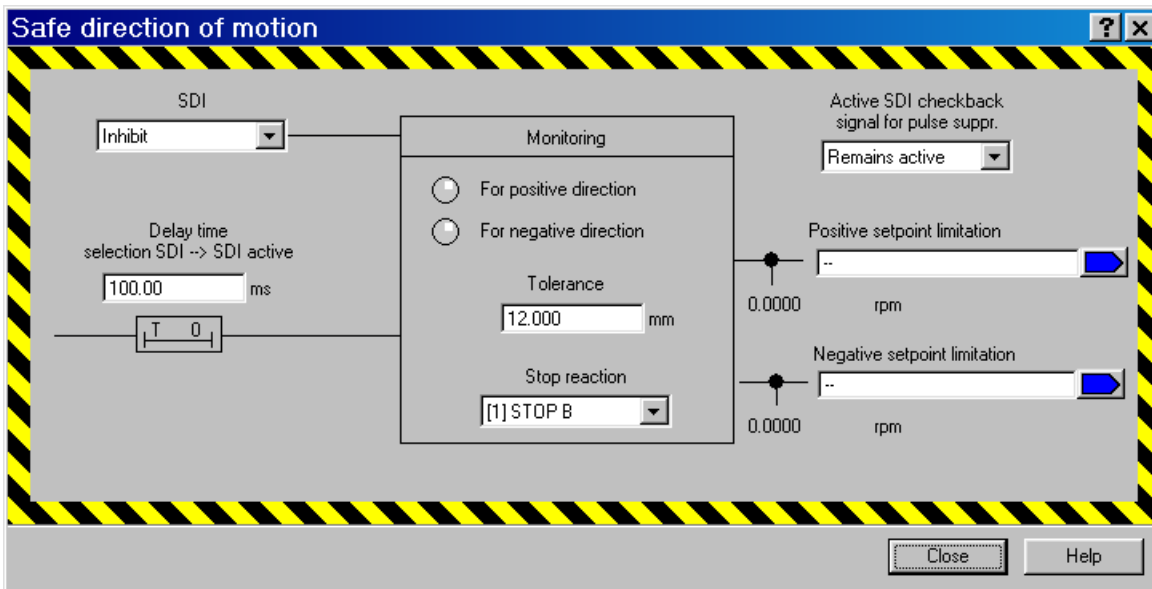 Safe direction of motion
SDI
Inhibit
Delay time
selection SDI --> SDI active
100.00 ms
T 0
Monitoring
For positive direction
For negative direction
Tolerance
12.000 mm
Stop reaction
[1] STOP B
Active SDI checkback
signal for pulse suppr.
Remains active
Positive setpoint limitation
--
0.0000 rpm
Negative setpoint limitation
--
0.0000 rpm
Close Help